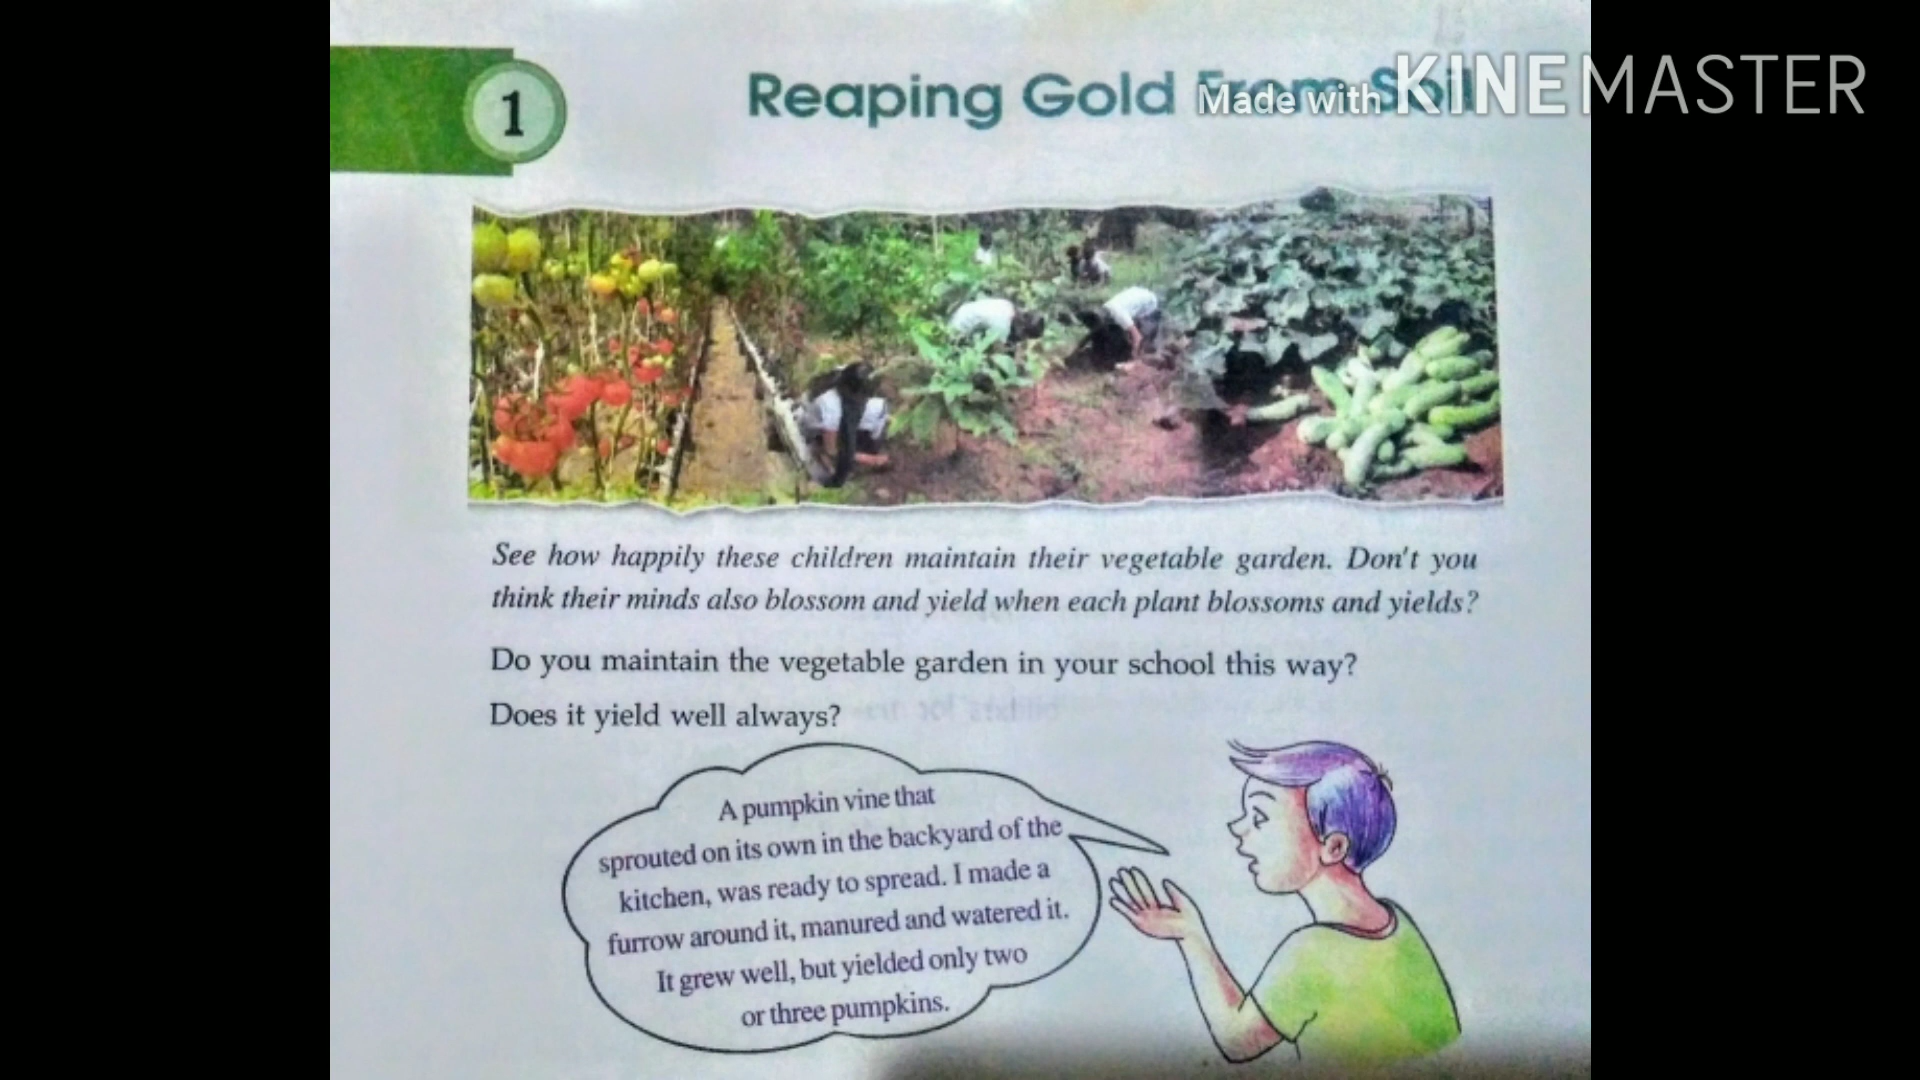 1
Reaping Gold From Soil
Made with KINEMASTER
See how happily these children maintain their vegetable garden. Don't you
think their minds also blossom and yield when each plant blossoms and yields?
Do you maintain the vegetable garden in your school this way?
Does it yield well always?
A pumpkin vine that
sprouted on its own in the backyard of the
kitchen, was ready to spread. I made a
furrow around it, manured and watered it.
It grew well, but yielded only two
or three pumpkins.